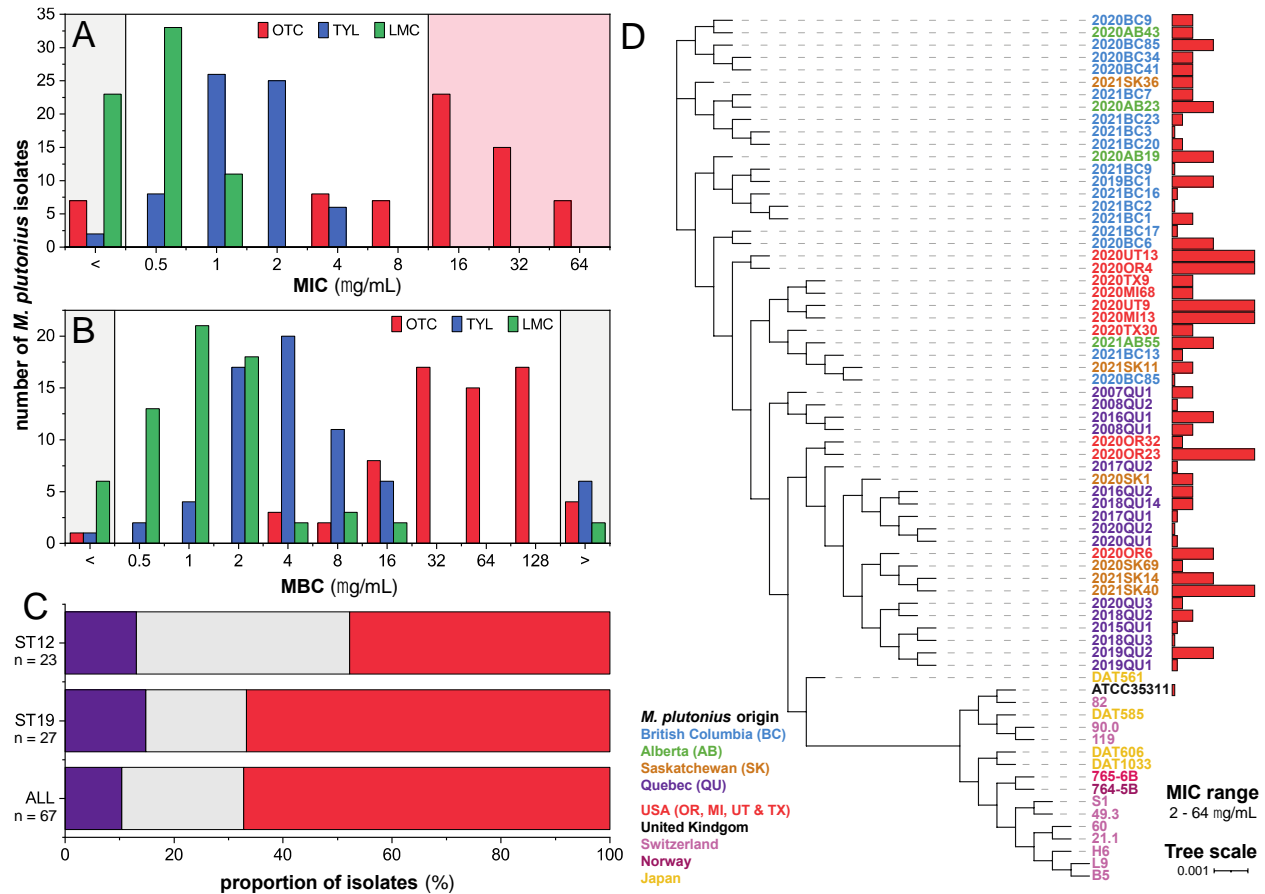 A
OTC TYL LMC
35
30
25
20
15
10
5
0
< 0.5 1 2 4 8 16 32 64
MIC (mg/mL)
number of M. plutonius isolates
B
OTC TYL LMC
20
15
10
5
0
< 0.5 1 2 4 8 16 32 64 128 >
MBC (mg/mL)
C
ST12
n = 23
ST19
n = 27
ALL
n = 67
0 20 40 60 80 100
proportion of isolates (%)
D
2020BC9
2020AB43
2020BC85
2020BC34
2020BC41
2021SK36
2021BC7
2020AB23
2021BC23
2021BC3
2021BC20
2020AB19
2021BC9
2019BC1
2021BC16
2021BC2
2021BC1
2021BC17
2020BC6
2020UT13
2020OR4
2020TX9
2020MI68
2020UT9
2020MI13
2020TX30
2021AB55
2021BC13
2021SK11
2020BC85
2007QU1
2008QU2
2016QU1
2008QU1
2020OR32
2020OR23
2017QU2
2020SK1
2016QU2
2018QU14
2017QU1
2020QU2
2020QU1
2020OR6
2020SK69
2021SK14
2021SK40
2020QU3
2018QU2
2015QU1
2018QU3
2019QU2
2019QU1
DAT561
ATCC35311
82
DAT585
90.0
119
DAT606
DAT1033
765-6B
764-5B
S1
49.3
60
21.1
H6
L9
B5
M. plutonius origin
British Columbia (BC)
Alberta (AB)
Saskatchewan (SK)
Quebec (QU)
USA (OR, MI, UT & TX)
United Kindgom
Switzerland
Norway
Japan
MIC range
2 - 64 mg/mL
Tree scale
0.001